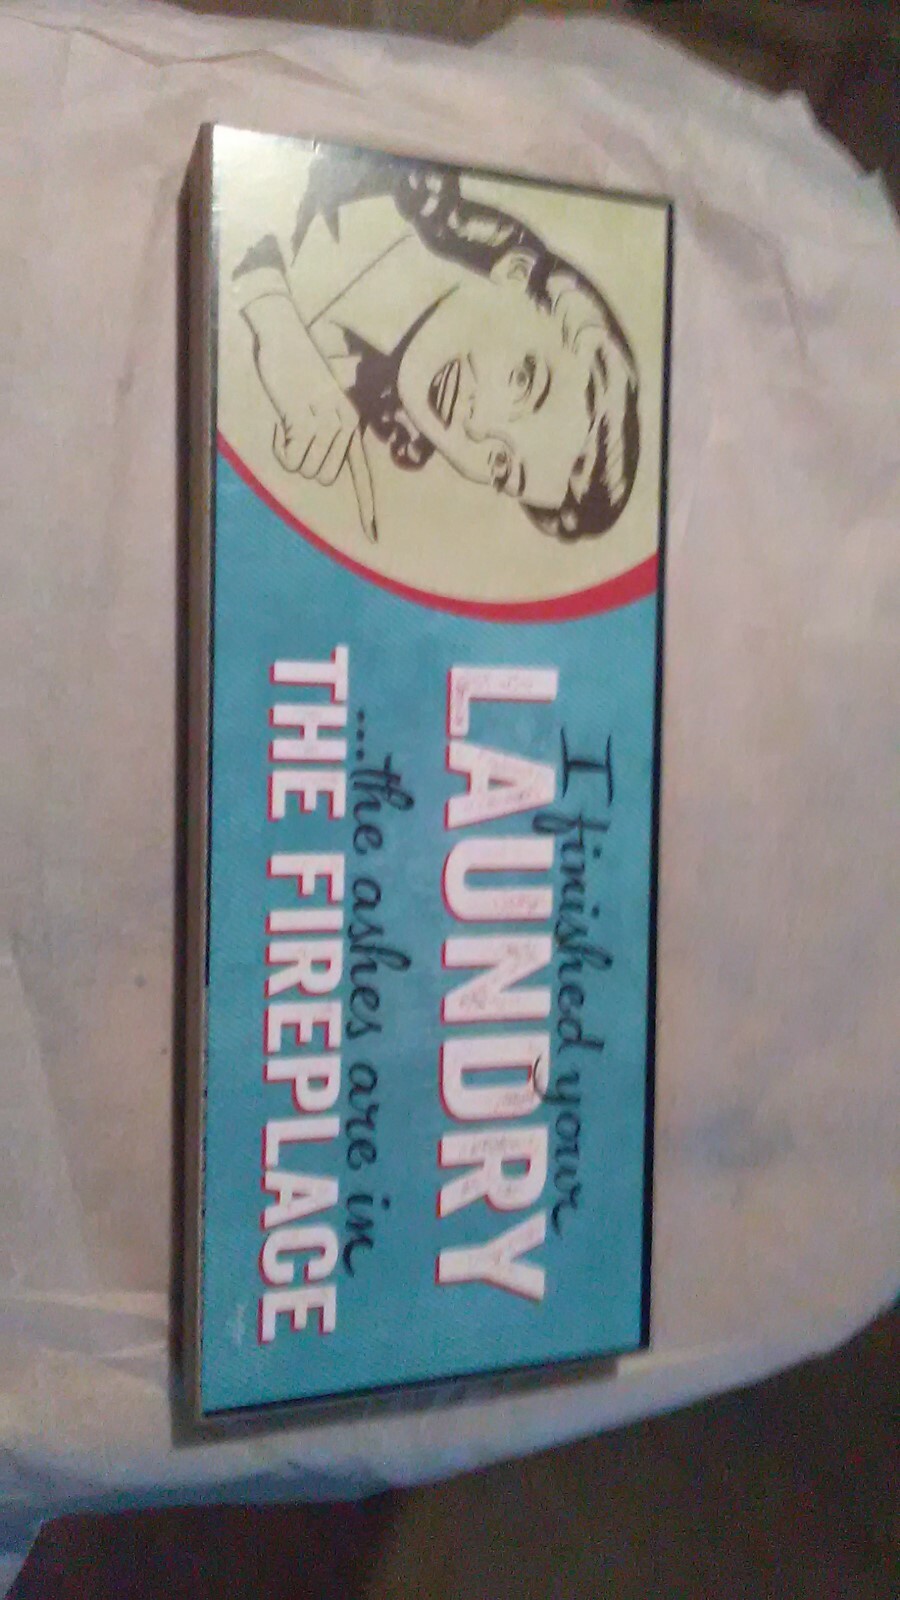 I finished your
LAUNDRY
...the ashes are in
THE FIREPLACE